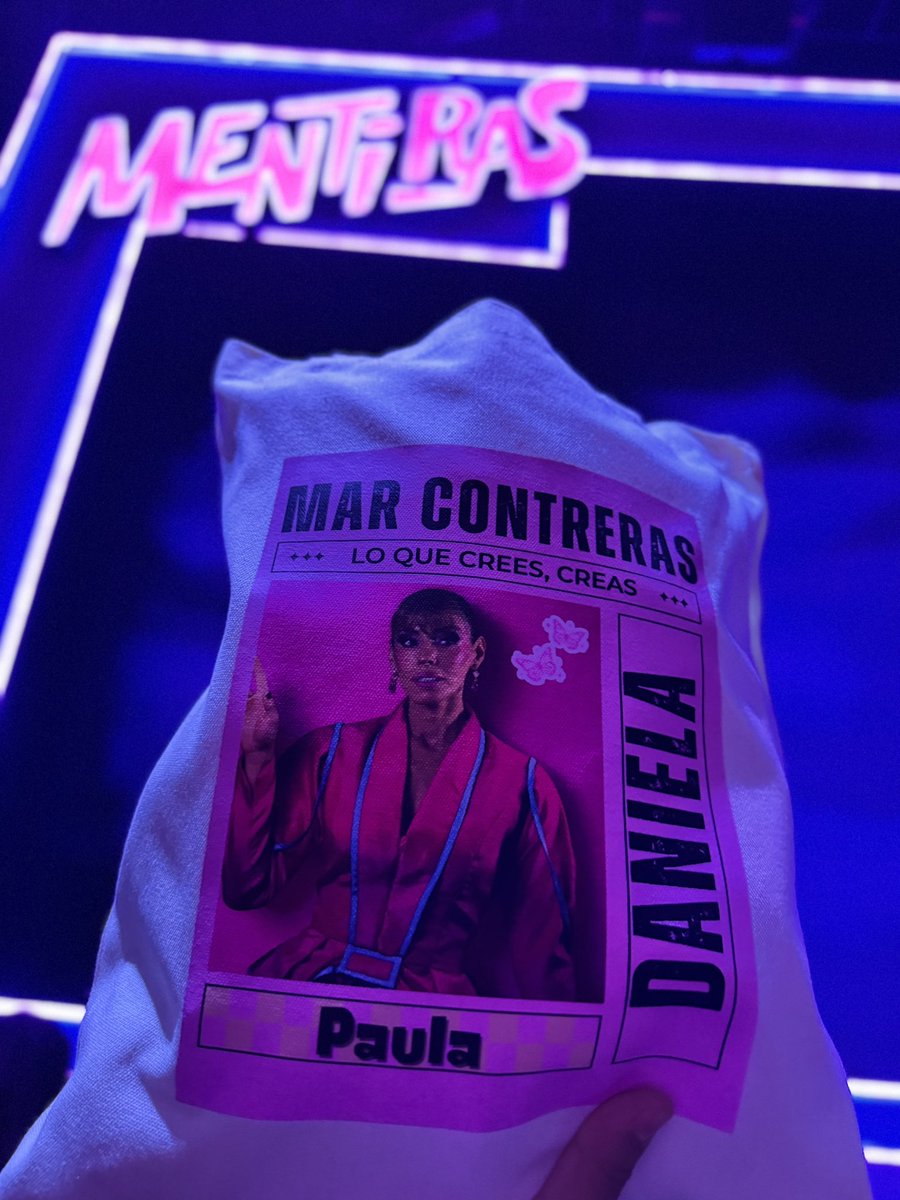 MENTiRAS
MAR CONTRERAS
LO QUE CREES, CREAS
DANIELA
Paula